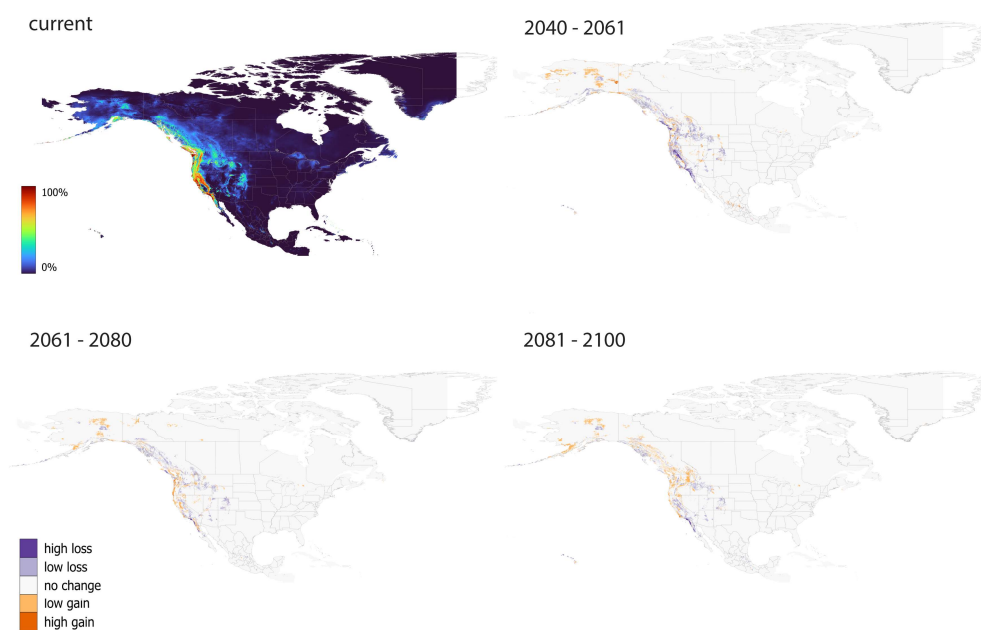 current
2040 - 2061
100%
0%
2061 - 2080
2081 - 2100
high loss
low loss
no change
low gain
high gain